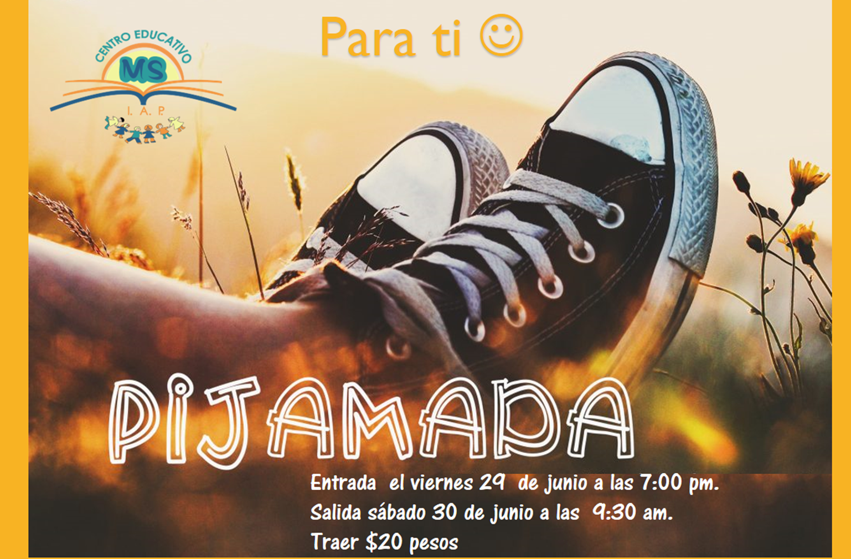 Para ti ☺
CENTRO EDUCATIVO
MS
I. A. P.
PIJAMADA
Entrada el viernes 29 de junio a las 7:00 pm.
Salida sábado 30 de junio a las 9:30 am.
Traer $20 pesos